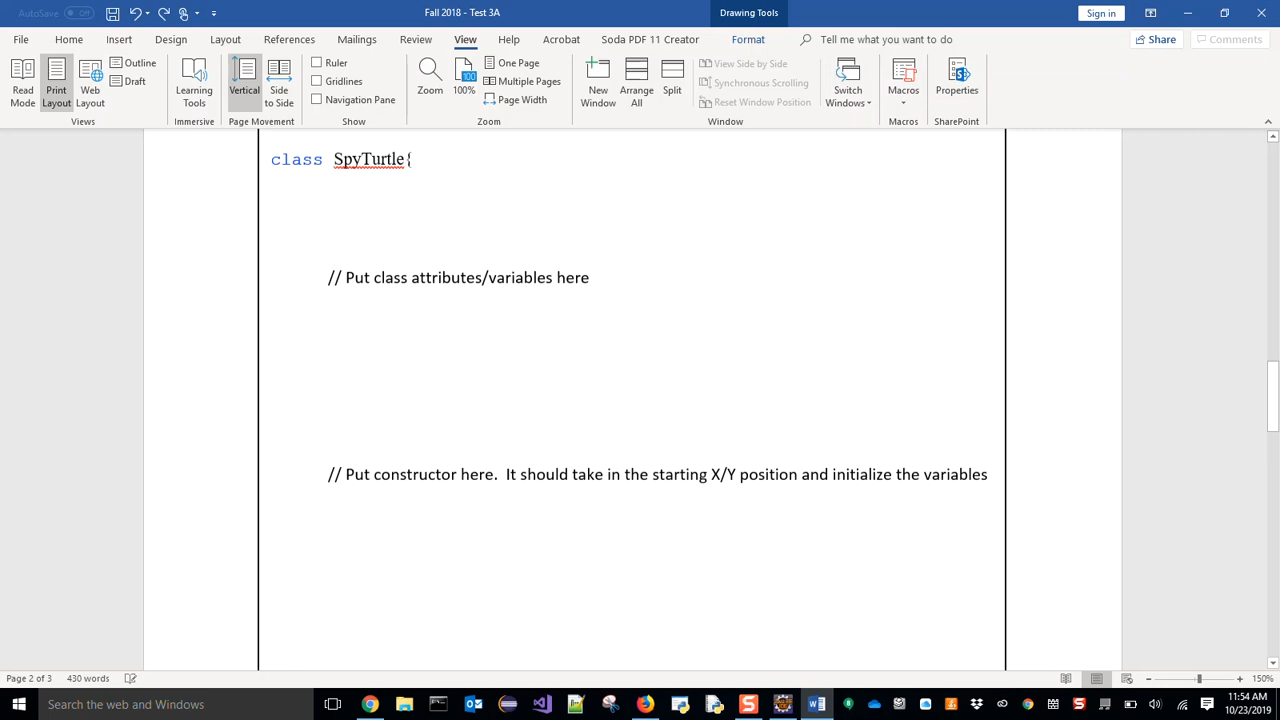 AutoSave Off Fall 2018 - Test 3A Drawing Tools Sign in
File Home Insert Design Layout References Mailings Review View Help Acrobat Soda PDF 11 Creator Format Tell me what you want to do Share Comments
Read Mode
Print Layout
Web Layout
Outline
Draft
Views
Learning Tools
Immersive
Vertical
Side to Side
Page Movement
Ruler
Gridlines
Navigation Pane
Show
Zoom
100
100%
One Page
Multiple Pages
Page Width
Zoom
New Window
Arrange All
Split
View Side by Side
Synchronous Scrolling
Reset Window Position
Switch Windows
Window
Macros
Macros
Properties
SharePoint
class SpyTurtle{
// Put class attributes/variables here
// Put constructor here. It should take in the starting X/Y position and initialize the variables
Page 2 of 3 430 words 150%
Search the web and Windows
11:54 AM
10/23/2019